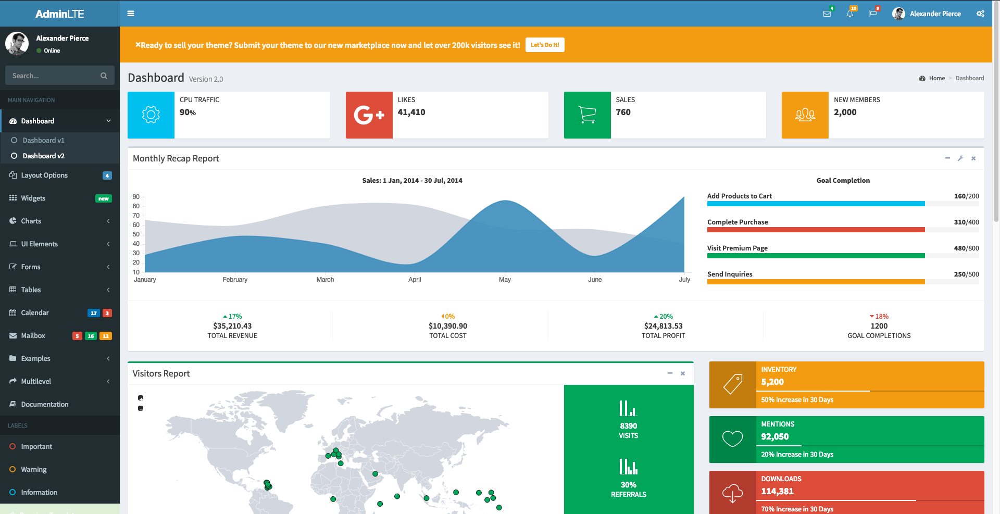 AdminLTE
4
10
9
Alexander Pierce
Alexander Pierce
Online
Search...
MAIN NAVIGATION
Dashboard
Dashboard v1
Dashboard v2
Layout Options 4
Widgets new
Charts
UI Elements
Forms
Tables
Calendar 17 3
Mailbox 5 16 12
Examples
Multilevel
Documentation
LABELS
Important
Warning
Information
×Ready to sell your theme? Submit your theme to our new marketplace now and let over 200k visitors see it! Let's Do It!
Dashboard Version 2.0
Home > Dashboard
CPU TRAFFIC
90%
G+
LIKES
41,410
SALES
760
NEW MEMBERS
2,000
Monthly Recap Report
Sales: 1 Jan, 2014 - 30 Jul, 2014
90
80
70
60
50
40
30
20
10
January February March April May June July
Goal Completion
Add Products to Cart 160/200
Complete Purchase 310/400
Visit Premium Page 480/800
Send Inquiries 250/500
17%
$35,210.43
TOTAL REVENUE
0%
$10,390.90
TOTAL COST
20%
$24,813.53
TOTAL PROFIT
18%
1200
GOAL COMPLETIONS
Visitors Report
8390
VISITS
30%
REFERRALS
INVENTORY
5,200
50% Increase in 30 Days
MENTIONS
92,050
20% Increase in 30 Days
DOWNLOADS
114,381
70% Increase in 30 Days